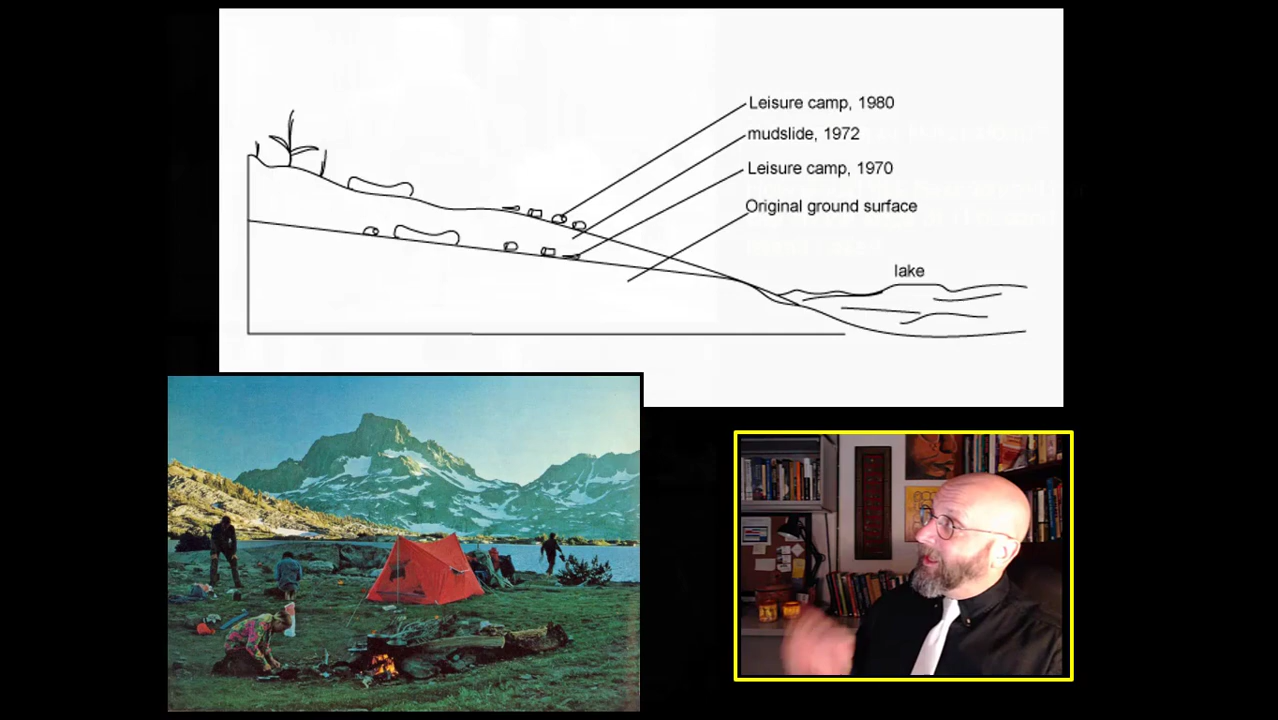 Leisure camp, 1980
mudslide, 1972
Leisure camp, 1970
Original ground surface
lake